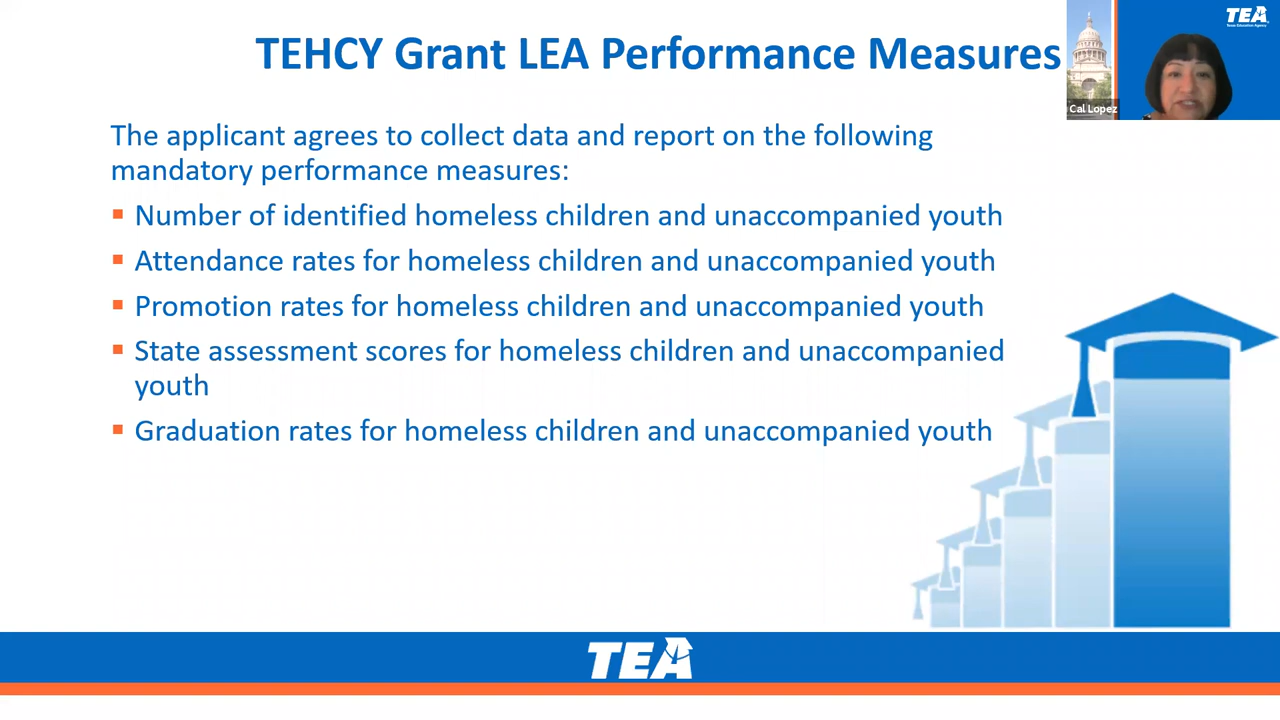 TEHCY Grant LEA Performance Measures
TEA
Texas Education Agency
Cal Lopez
The applicant agrees to collect data and report on the following
mandatory performance measures:
▪ Number of identified homeless children and unaccompanied youth
▪ Attendance rates for homeless children and unaccompanied youth
▪ Promotion rates for homeless children and unaccompanied youth
▪ State assessment scores for homeless children and unaccompanied
youth
▪ Graduation rates for homeless children and unaccompanied youth
TEA